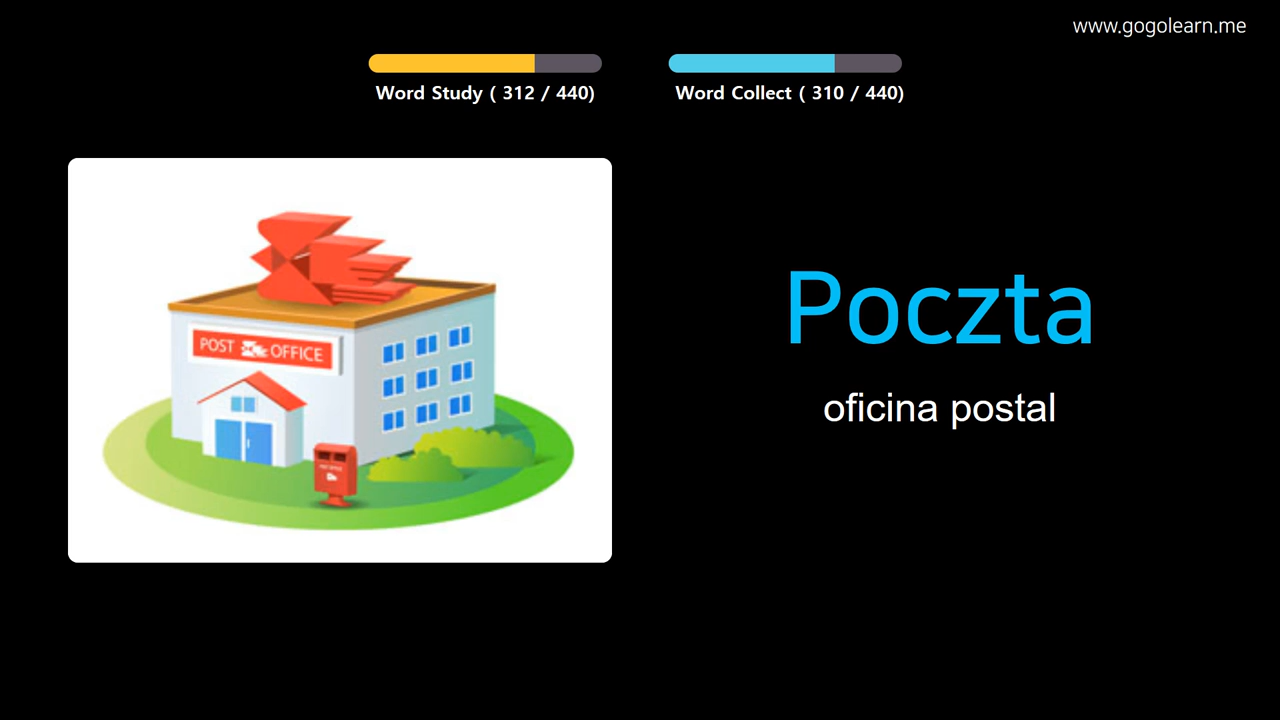 www.gogolearn.me
Word Study ( 312 / 440)
Word Collect ( 310 / 440)
POST OFFICE
Poczta
oficina postal